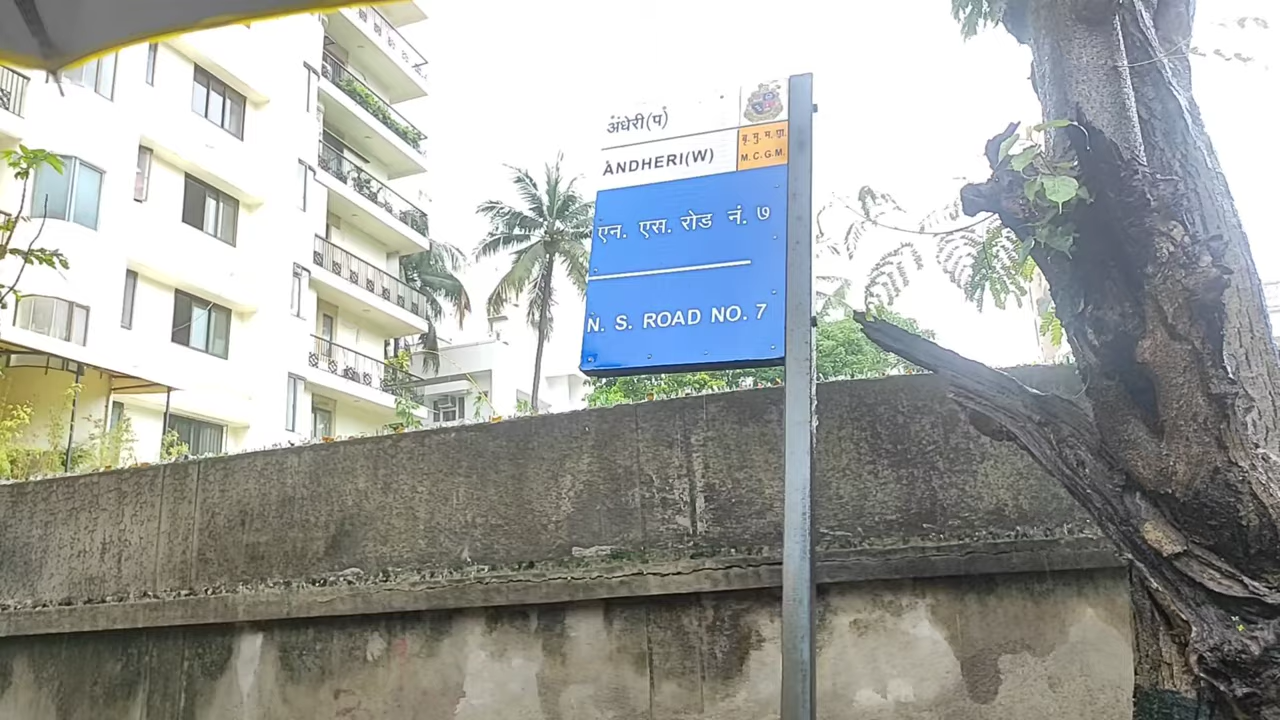 अंधेरी(प)
ANDHERI(W)
बृ. मु. म. पा.
M. C. G. M.
एन. एस. रोड नं. ७
N. S. ROAD NO. 7